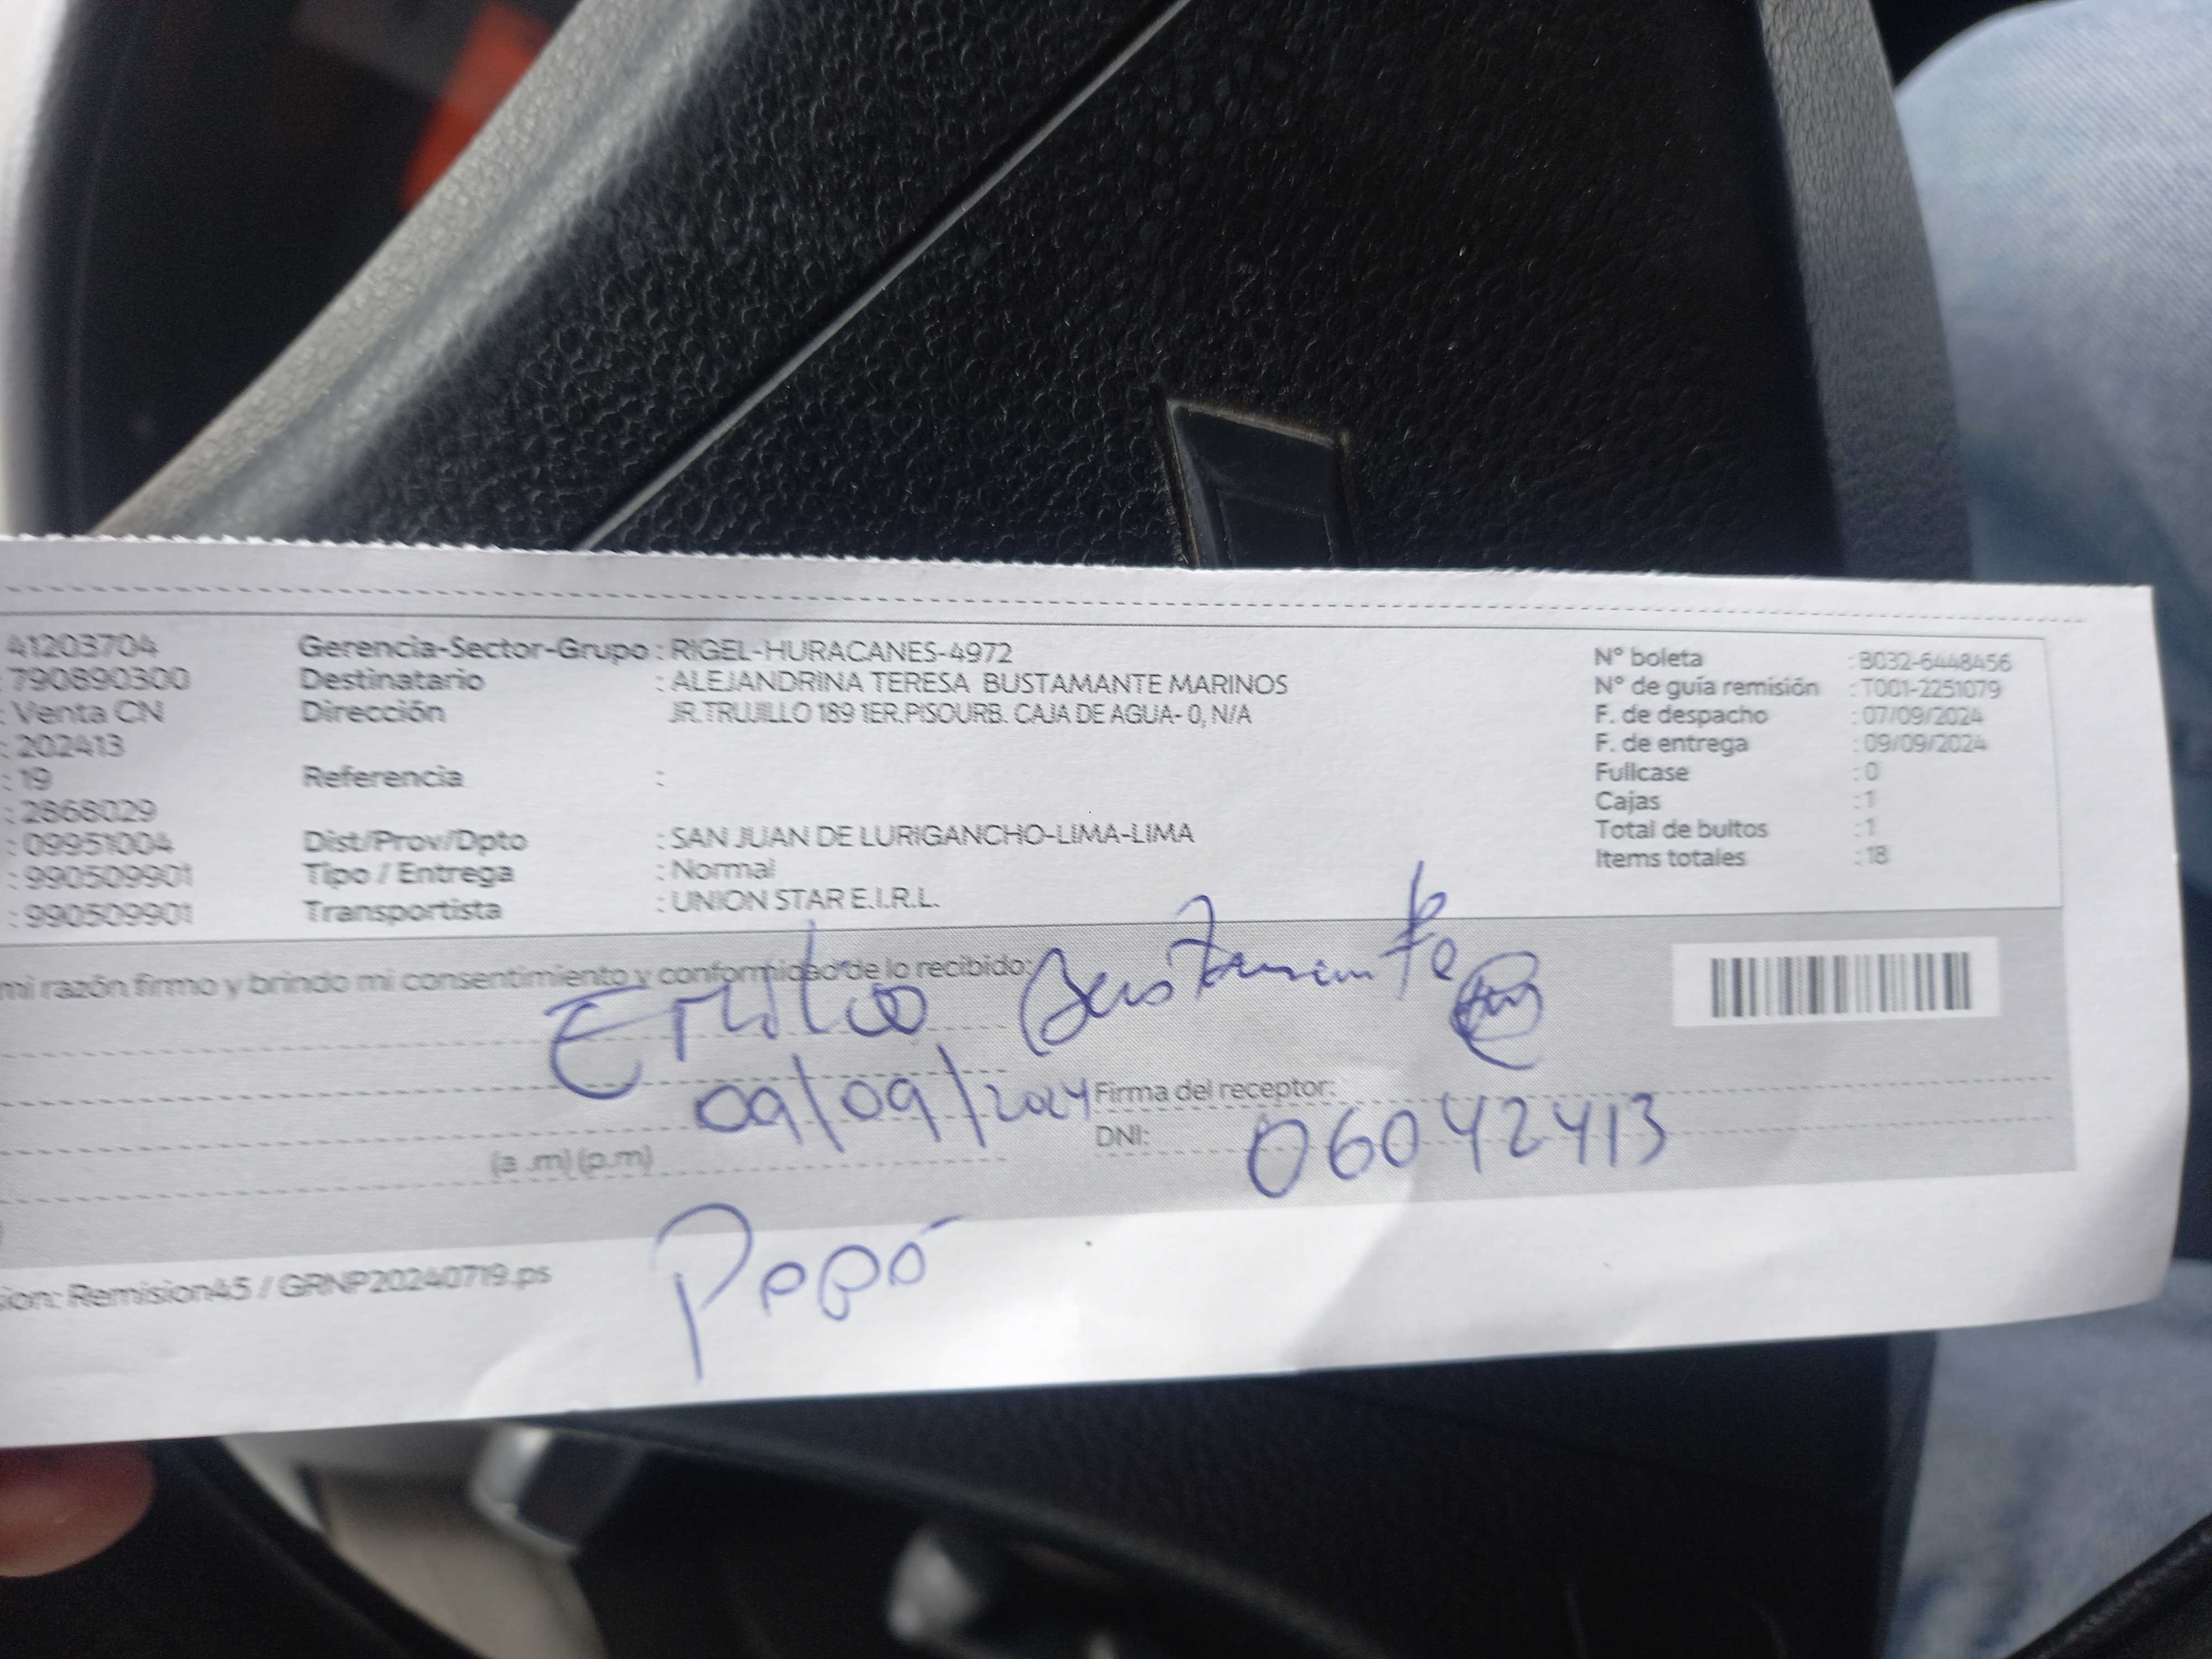 41203704 Gerencia-Sector-Grupo : RIGEL-HURACANES-4972 N° boleta : B032-6448456
: 790890300 Destinatario : ALEJANDRINA TERESA BUSTAMANTE MARINOS N° de guía remisión : T001-2251079
: Venta CN Dirección JR.TRUJILLO 189 1ER.PISOURB. CAJA DE AGUA- 0, N/A F. de despacho : 07/09/2024
: 202413 F. de entrega : 09/09/2024
: 19 Referencia : Fullcase : 0
: 2868029 Cajas : 1
: 09951004 Dist/Prov/Dpto : SAN JUAN DE LURIGANCHO-LIMA-LIMA Total de bultos : 1
: 990509901 Tipo / Entrega : Normal Items totales : 18
: 990509901 Transportista : UNION STAR E.I.R.L.
mi razón firmo y brindo mi consentimiento y conformidad de lo recibido:
Emilio Bustamante
09/09/2024 Firma del receptor:
(a .m) (p.m) DNI: 06042413
Papá
sion: Remision45 / GRNP20240719.ps